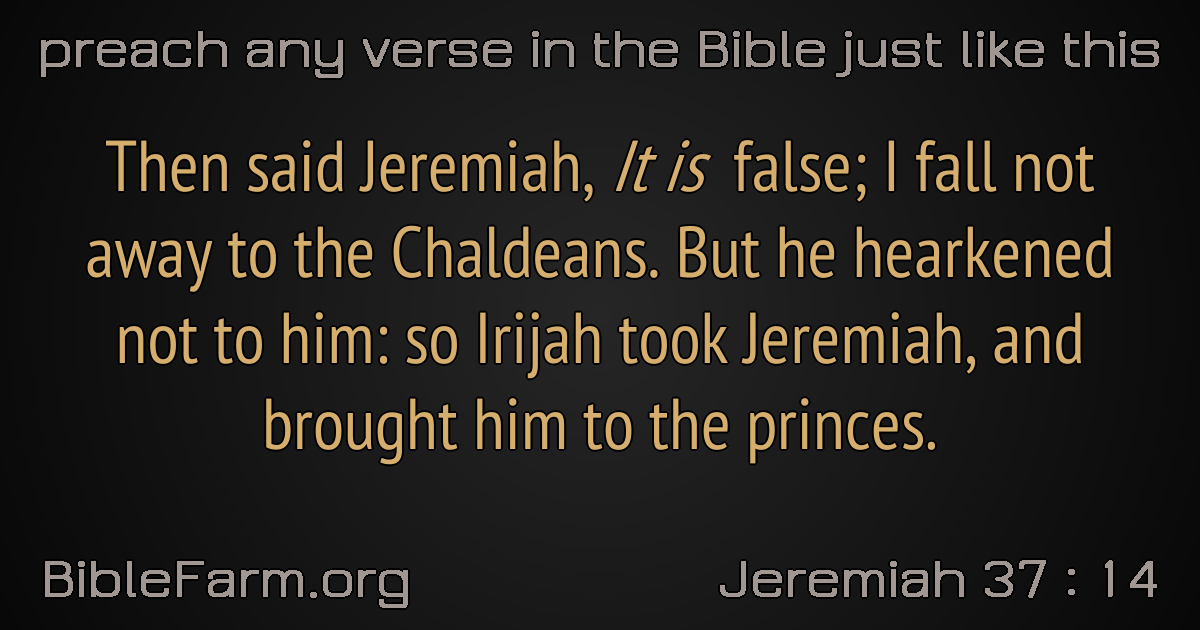 preach any verse in the Bible just like this
Then said Jeremiah, It is false; I fall not
away to the Chaldeans. But he hearkened
not to him: so Irijah took Jeremiah, and
brought him to the princes.
BibleFarm.org
Jeremiah 37 : 14